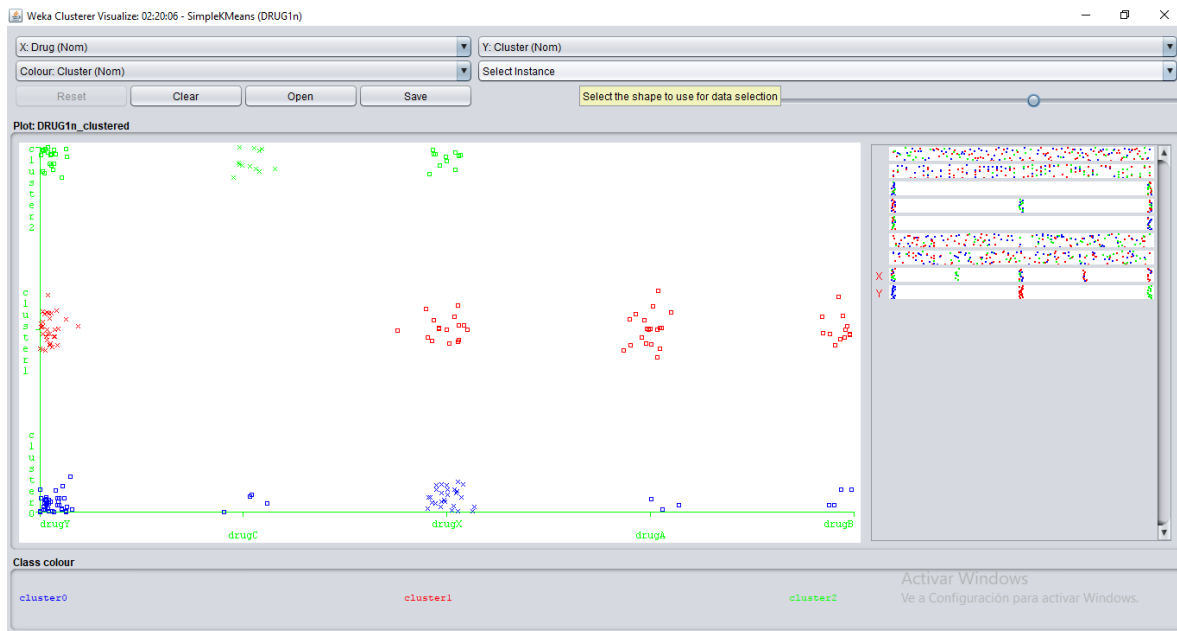 Weka Clusterer Visualize: 02:20:06 - SimpleKMeans (DRUG1n)
X: Drug (Nom)
Y: Cluster (Nom)
Colour: Cluster (Nom)
Select Instance
Reset
Clear
Open
Save
Select the shape to use for data selection
Plot: DRUG1n_clustered
cluster2
cluster1
cluster0
drugY
drugC
drugX
drugA
drugB
X
Y
Class colour
cluster0
cluster1
cluster2
Activar Windows
Ve a Configuración para activar Windows.